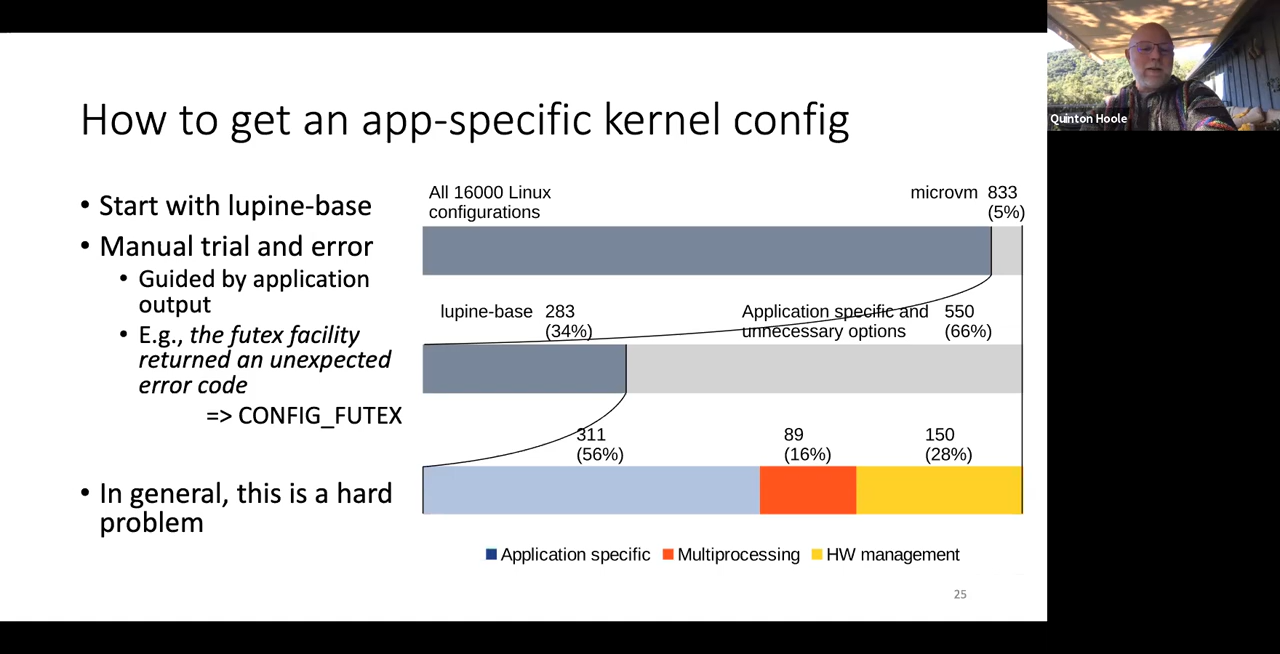 How to get an app-specific kernel config
• Start with lupine-base
• Manual trial and error
• Guided by application
output
• E.g., the futex facility
returned an unexpected
error code
=> CONFIG_FUTEX
• In general, this is a hard
problem
All 16000 Linux
configurations
microvm 833
(5%)
lupine-base 283
(34%)
Application specific and
unnecessary options
550
(66%)
311
(56%)
89
(16%)
150
(28%)
Application specific
Multiprocessing
HW management
25
Quinton Hoole